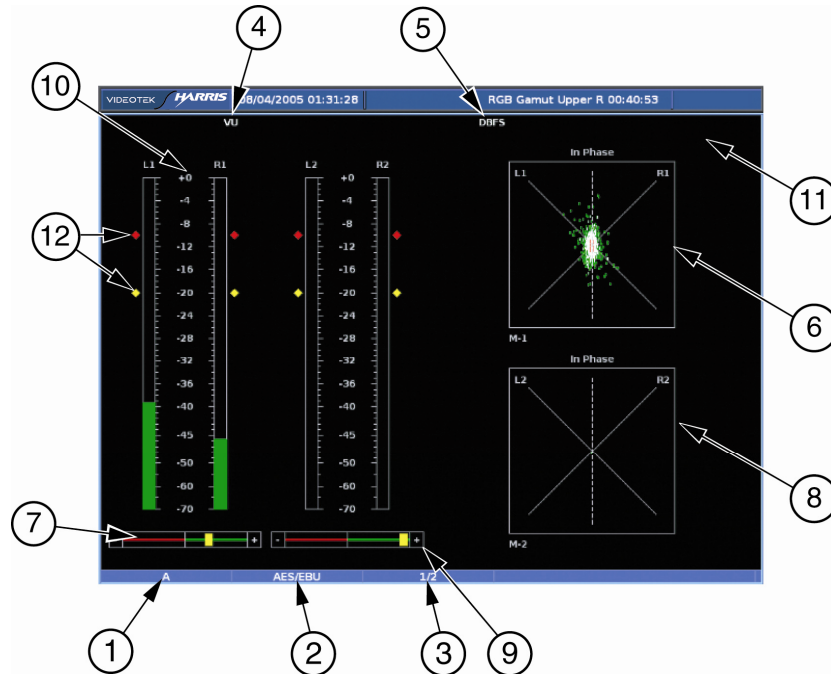 4
5
10
VIDEOTEK HARRIS 08/04/2005 01:31:28 RGB Gamut Upper R 00:40:53
VU DBFS
In Phase
L1 R1 L2 R2
L1 R1
+0 +0
-4 -4
-8 -8
-12 -12
-16 -16
-20 -20
-24 -24
-28 -28
-32 -32
-36 -36
-40 -40
-45 -45
-50 -50
-60 -60
-70 -70
11
12
6
M-1
In Phase
L2 R2
8
7
+ - +
M-2
A AES/EBU 1/2
1
2
3
9